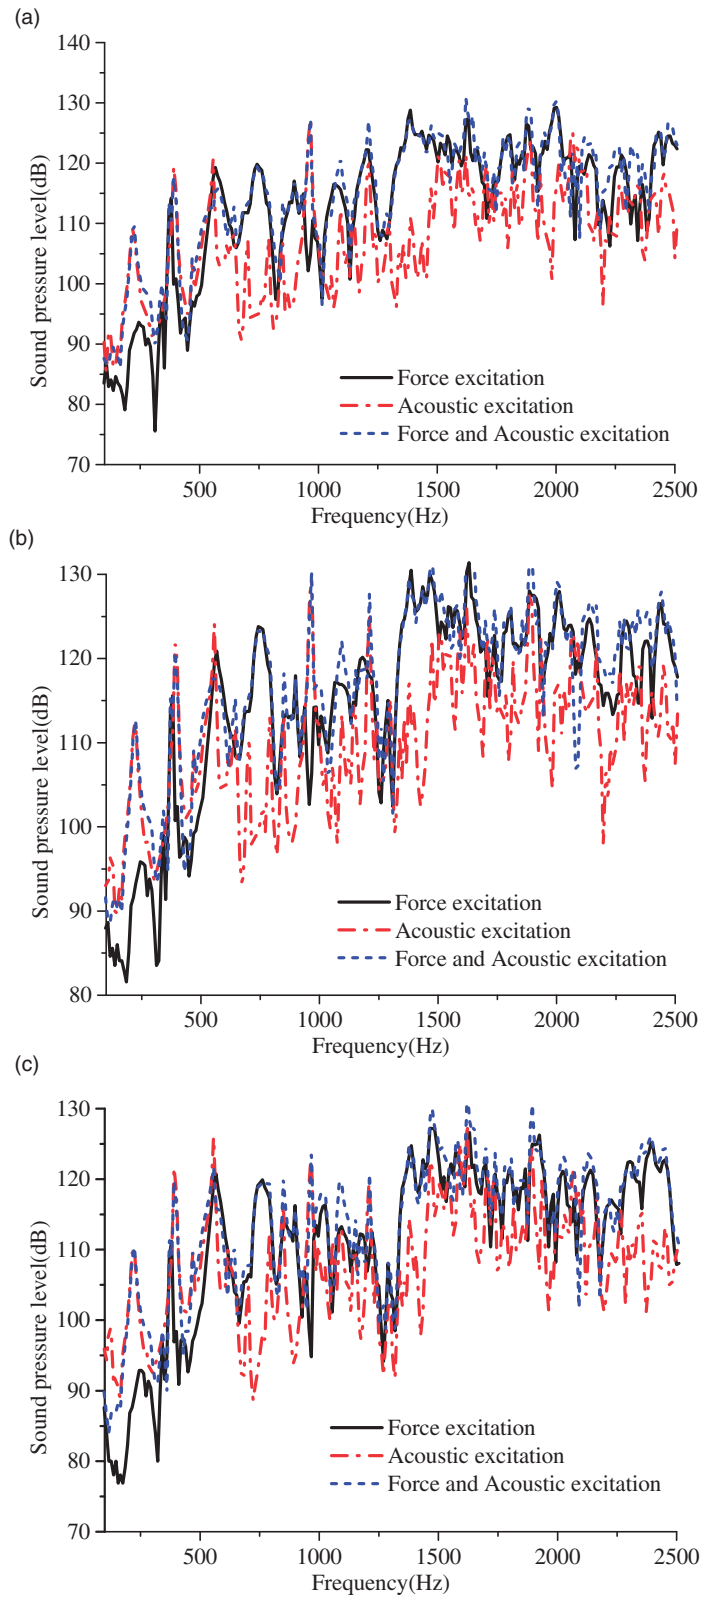 (a)
140
130
120
110
100
90
80
70
Sound pressure level(dB)
Force excitation
Acoustic excitation
Force and Acoustic excitation
500
1000
1500
2000
2500
Frequency(Hz)
(b)
130
120
110
100
90
80
Sound pressure level(dB)
Force excitation
Acoustic excitation
Force and Acoustic excitation
500
1000
1500
2000
2500
Frequency(Hz)
(c)
130
120
110
100
90
80
70
Sound pressure level(dB)
Force excitation
Acoustic excitation
Force and Acoustic excitation
500
1000
1500
2000
2500
Frequency(Hz)